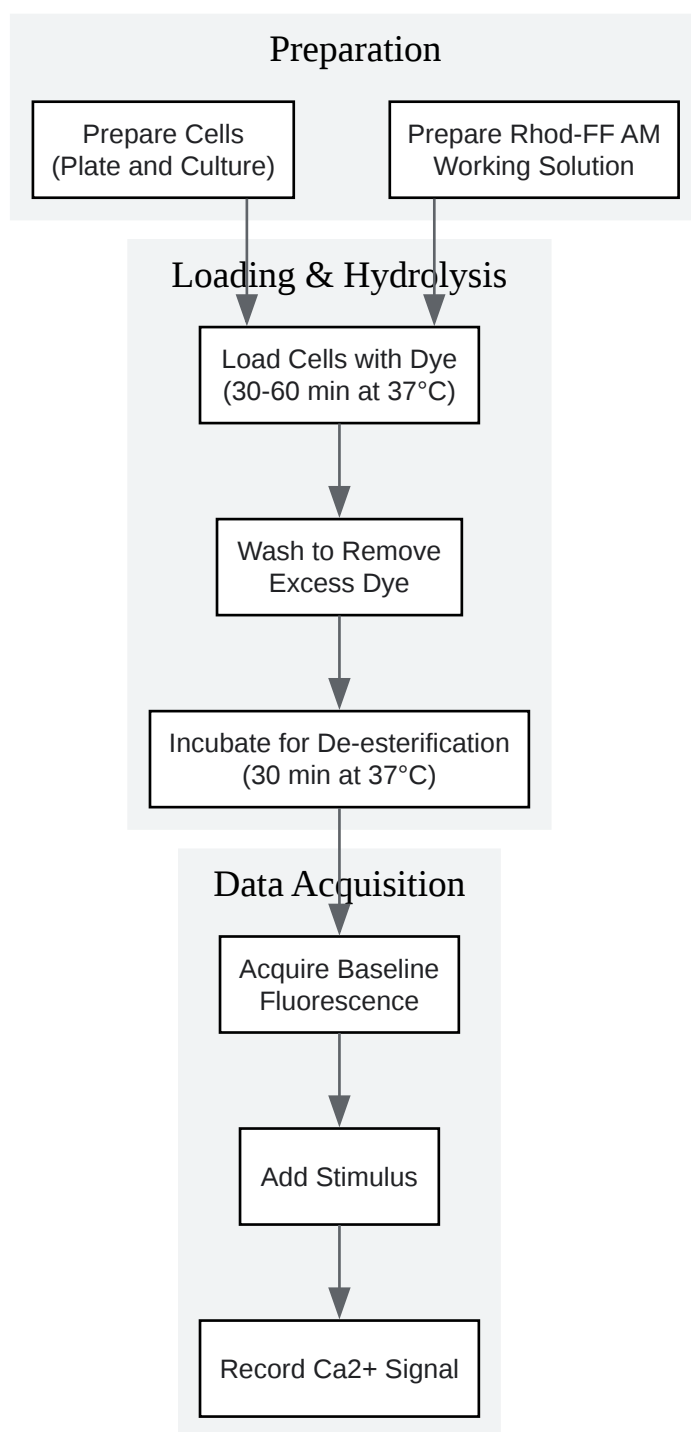 Preparation
Prepare Cells
(Plate and Culture)
Prepare Rhod-FF AM
Working Solution
Loading & Hydrolysis
Load Cells with Dye
(30-60 min at 37°C)
Wash to Remove
Excess Dye
Incubate for De-esterification
(30 min at 37°C)
Data Acquisition
Acquire Baseline
Fluorescence
Add Stimulus
Record Ca2+ Signal